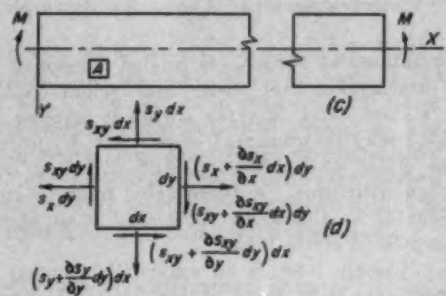 M
M
X
A
Y
(c)
s_y dx
s_xy dx
s_xy dy
s_x dy
dy
(s_x + ∂s_x/∂x dx) dy
(s_xy + ∂s_xy/∂x dx) dy
dx
(s_xy + ∂s_xy/∂y dy) dx
(d)
(s_y + ∂s_y/∂y dy) dx